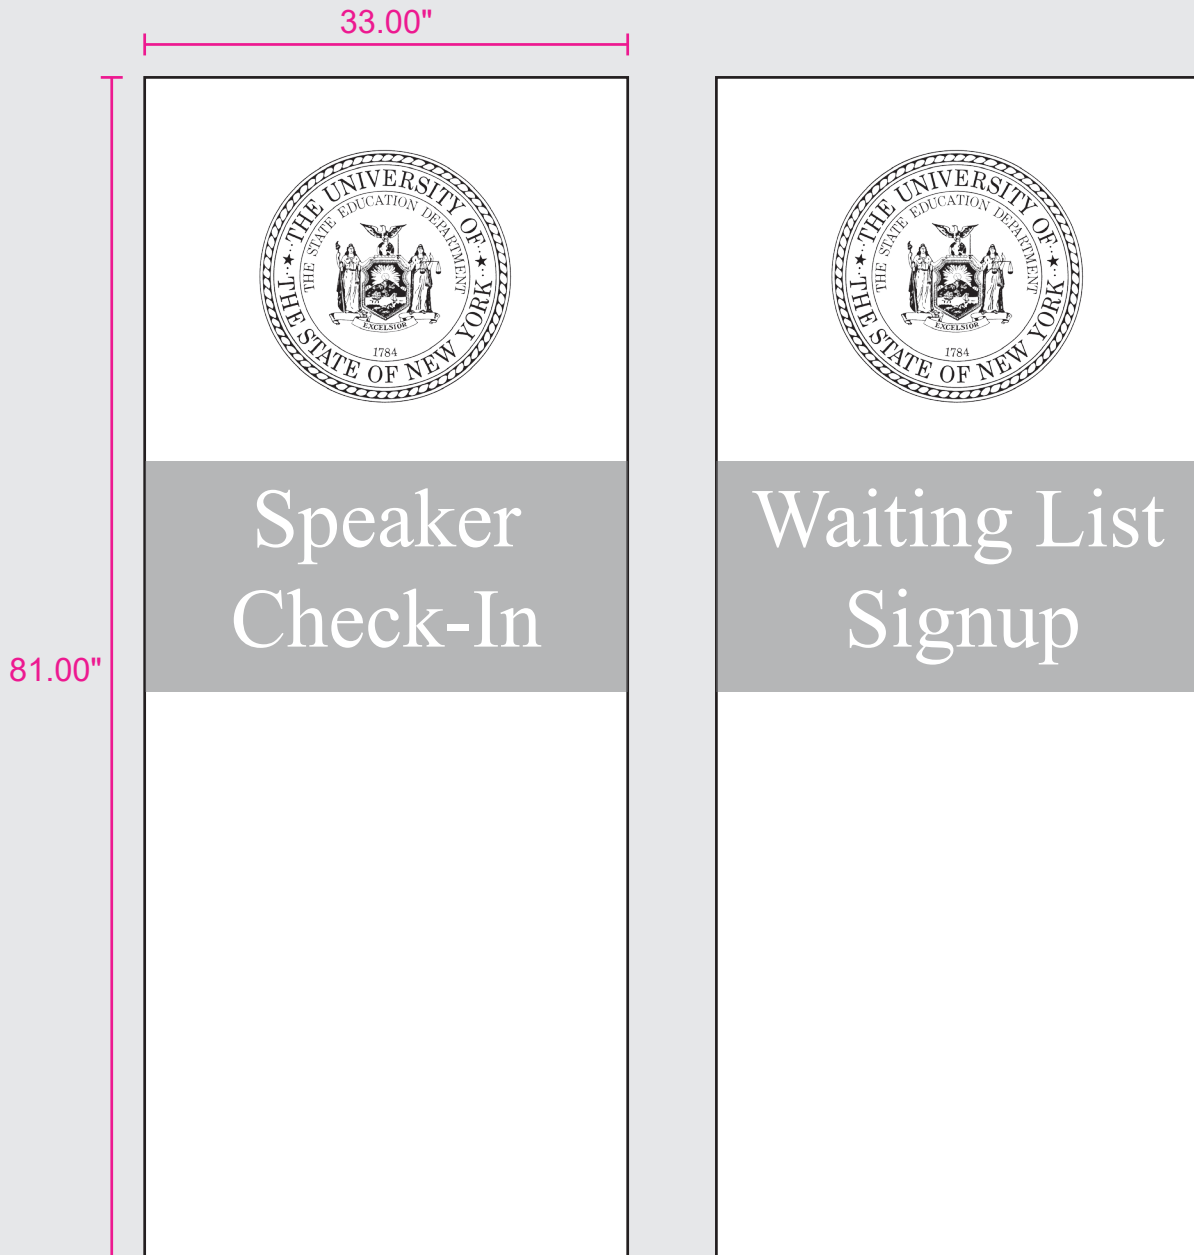 33.00"
81.00"
· THE UNIVERSITY OF ·
THE STATE EDUCATION DEPARTMENT
EXCELSIOR
1784
· THE STATE OF NEW YORK ·
Speaker
Check-In
· THE UNIVERSITY OF ·
THE STATE EDUCATION DEPARTMENT
EXCELSIOR
1784
· THE STATE OF NEW YORK ·
Waiting List
Signup